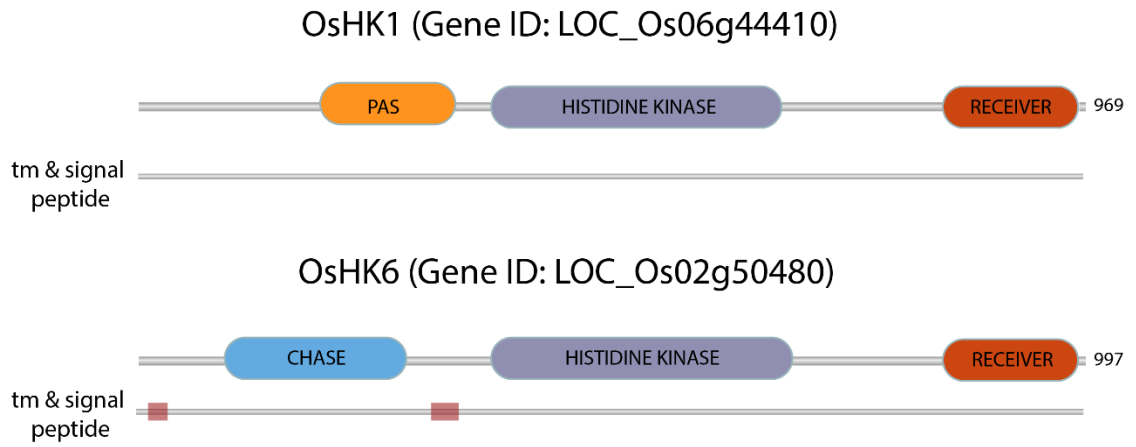 OsHK1 (Gene ID: LOC_Os06g44410)
PAS HISTIDINE KINASE RECEIVER 969
tm & signal
peptide
OsHK6 (Gene ID: LOC_Os02g50480)
CHASE HISTIDINE KINASE RECEIVER 997
tm & signal
peptide